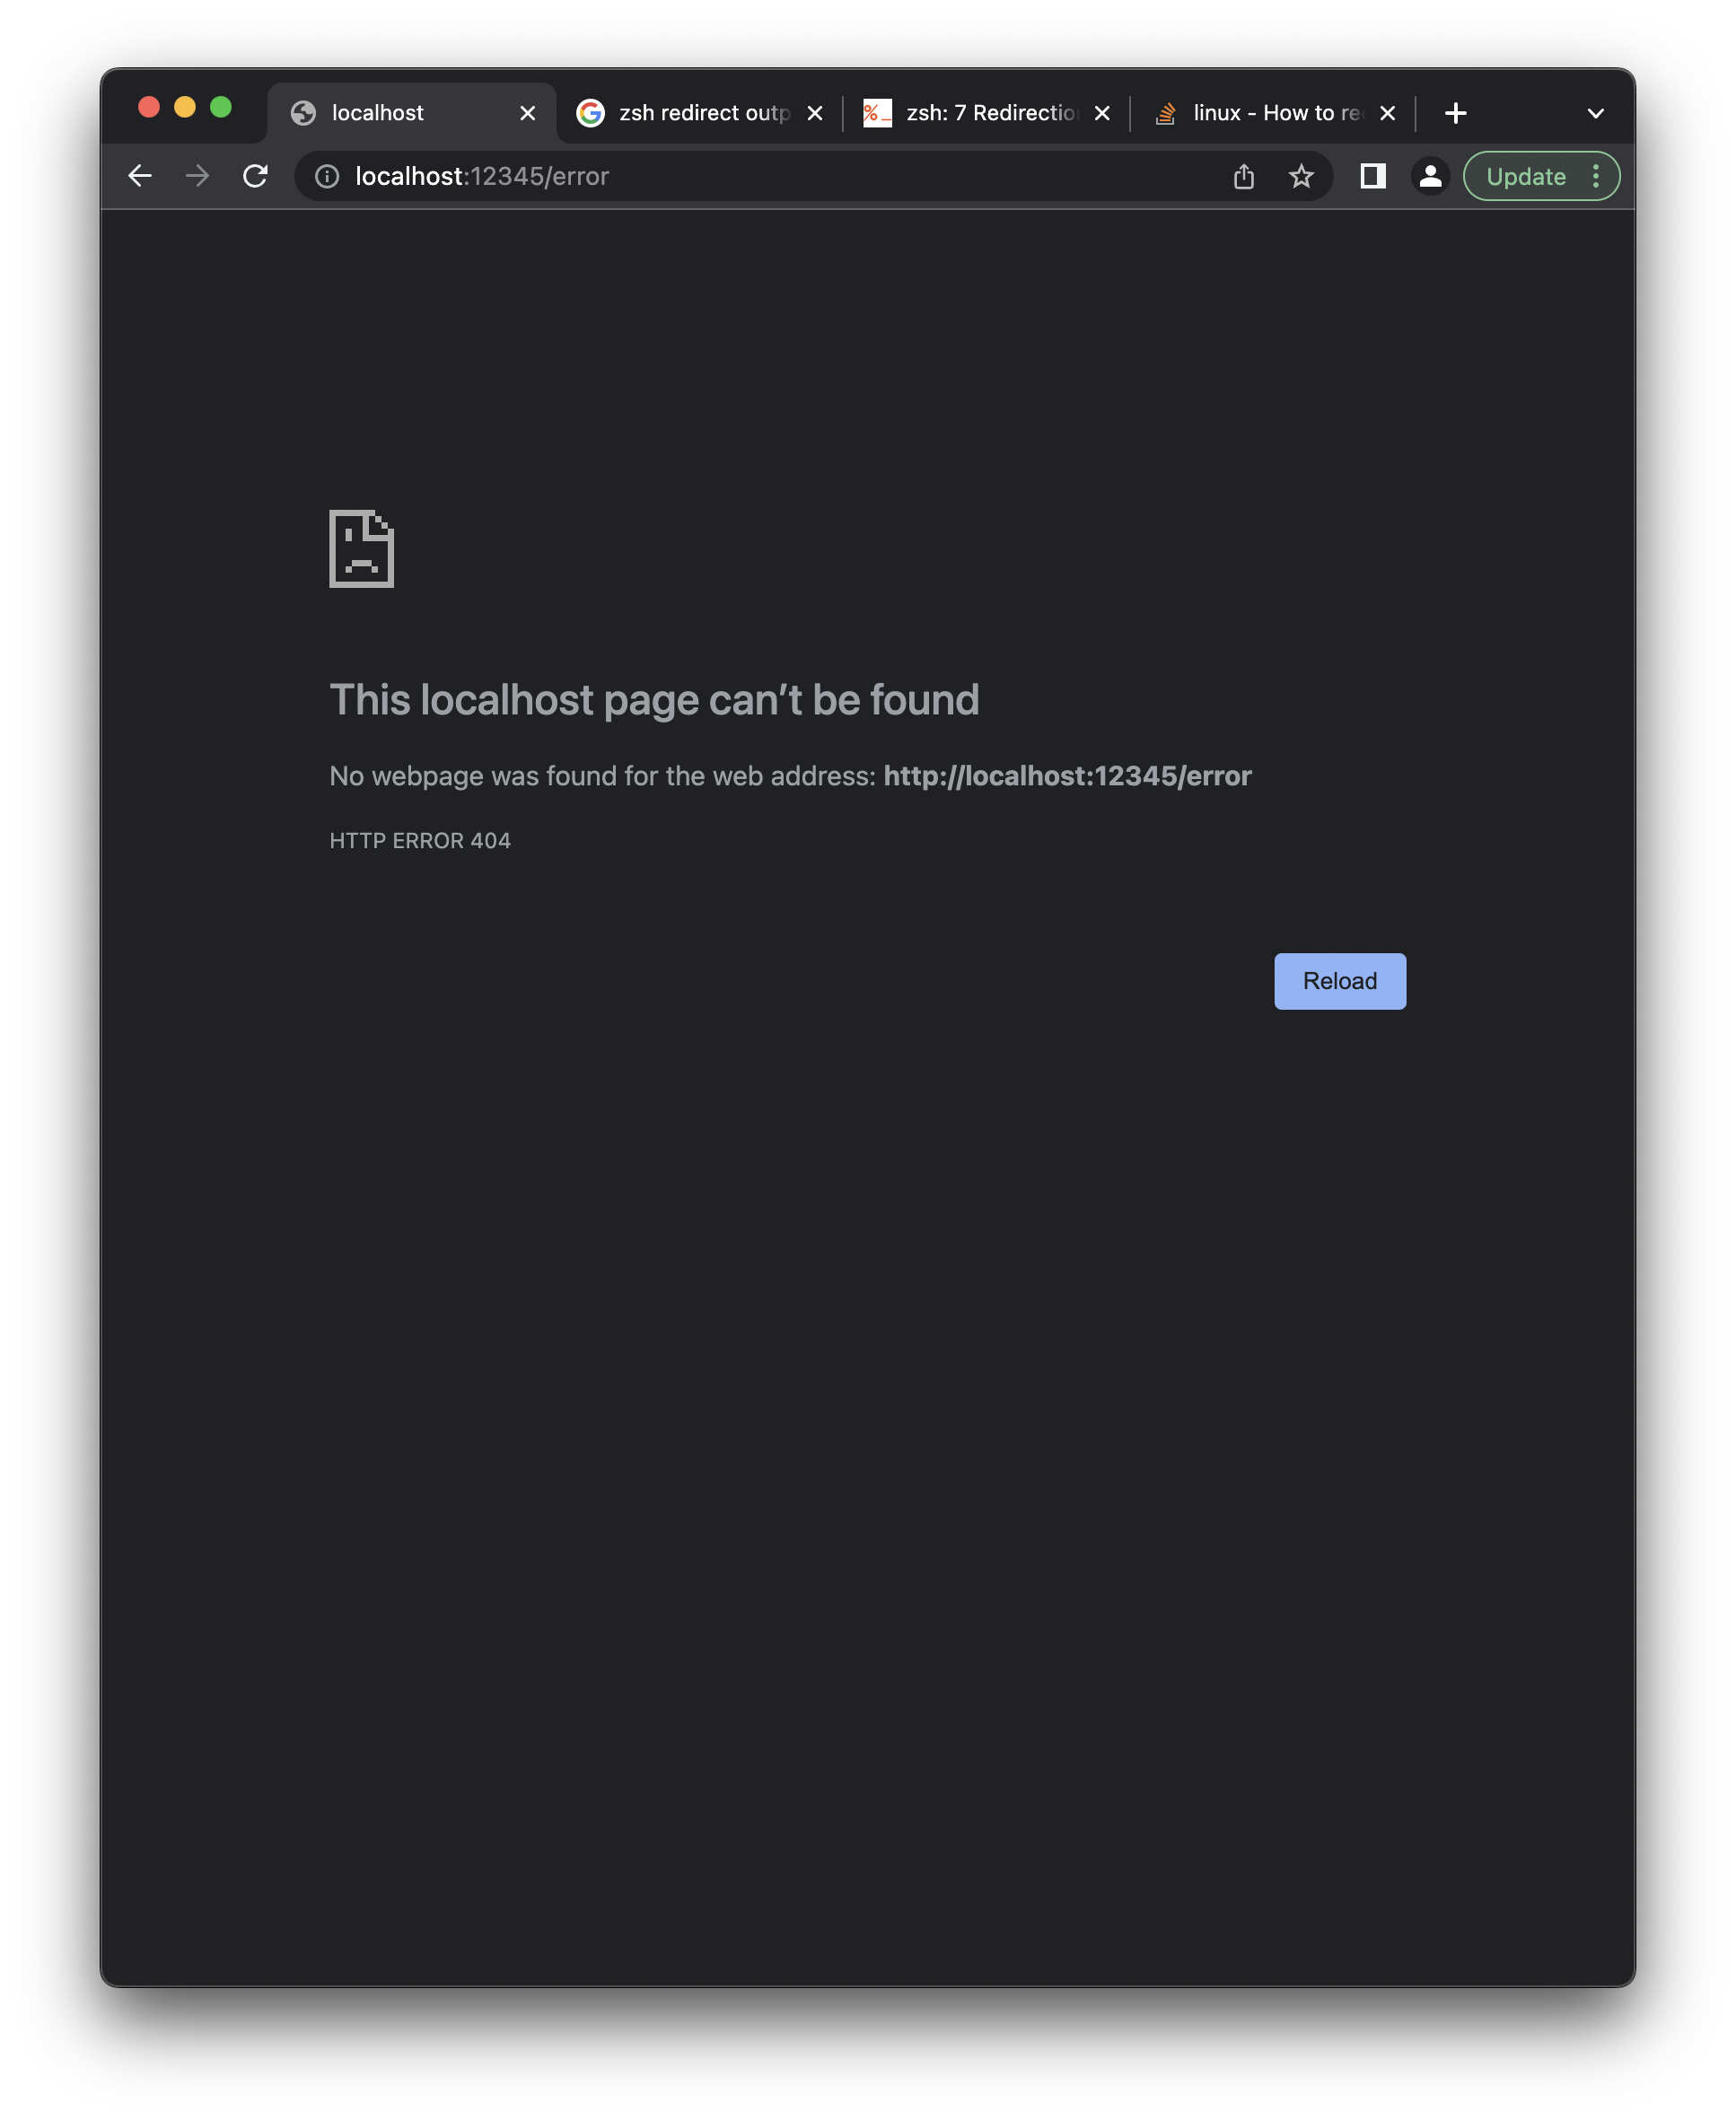 localhost
zsh redirect outp
zsh: 7 Redirectio
linux - How to re
localhost:12345/error
Update
This localhost page can’t be found
No webpage was found for the web address: http://localhost:12345/error
HTTP ERROR 404
Reload